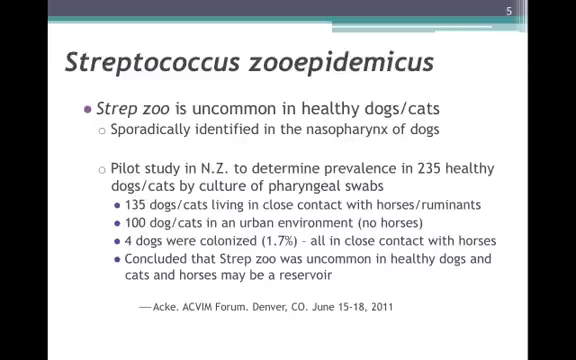 5
Streptococcus zooepidemicus
Strep zoo is uncommon in healthy dogs/cats
Sporadically identified in the nasopharynx of dogs
Pilot study in N.Z. to determine prevalence in 235 healthy
dogs/cats by culture of pharyngeal swabs
135 dogs/cats living in close contact with horses/ruminants
100 dog/cats in an urban environment (no horses)
4 dogs were colonized (1.7%) – all in close contact with horses
Concluded that Strep zoo was uncommon in healthy dogs and
cats and horses may be a reservoir
— Acke. ACVIM Forum. Denver, CO. June 15-18, 2011